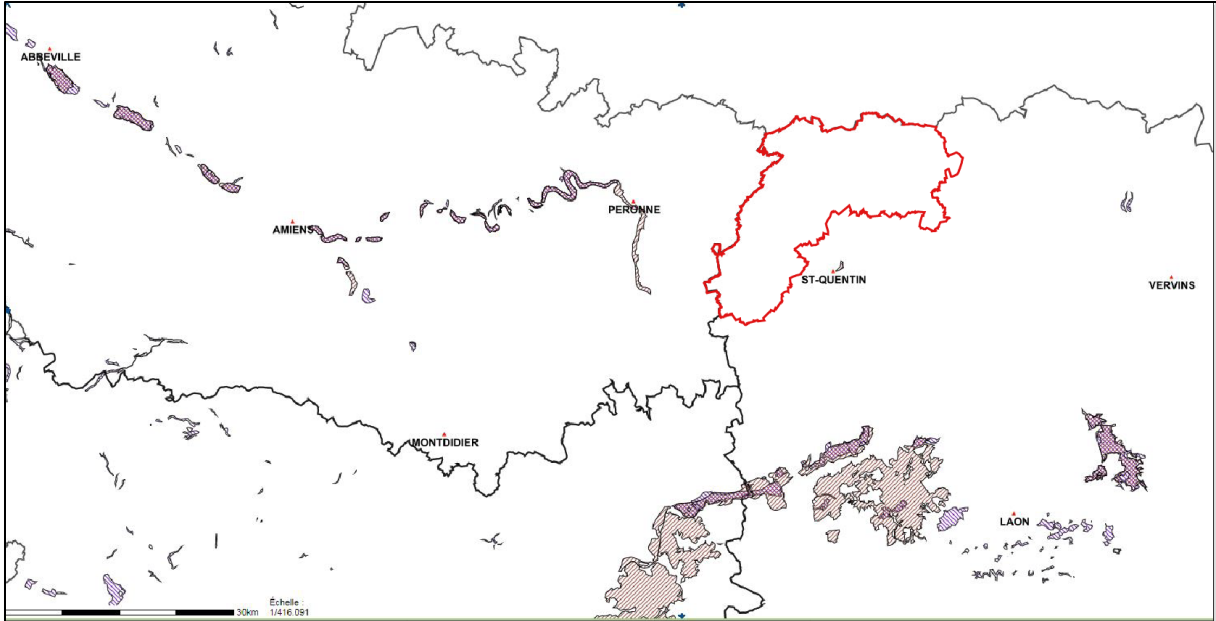 ABBEVILLE
PERONNE
AMIENS
ST-QUENTIN
VERVINS
MONTDIDIER
LAON
Échelle :
30km 1/416.091